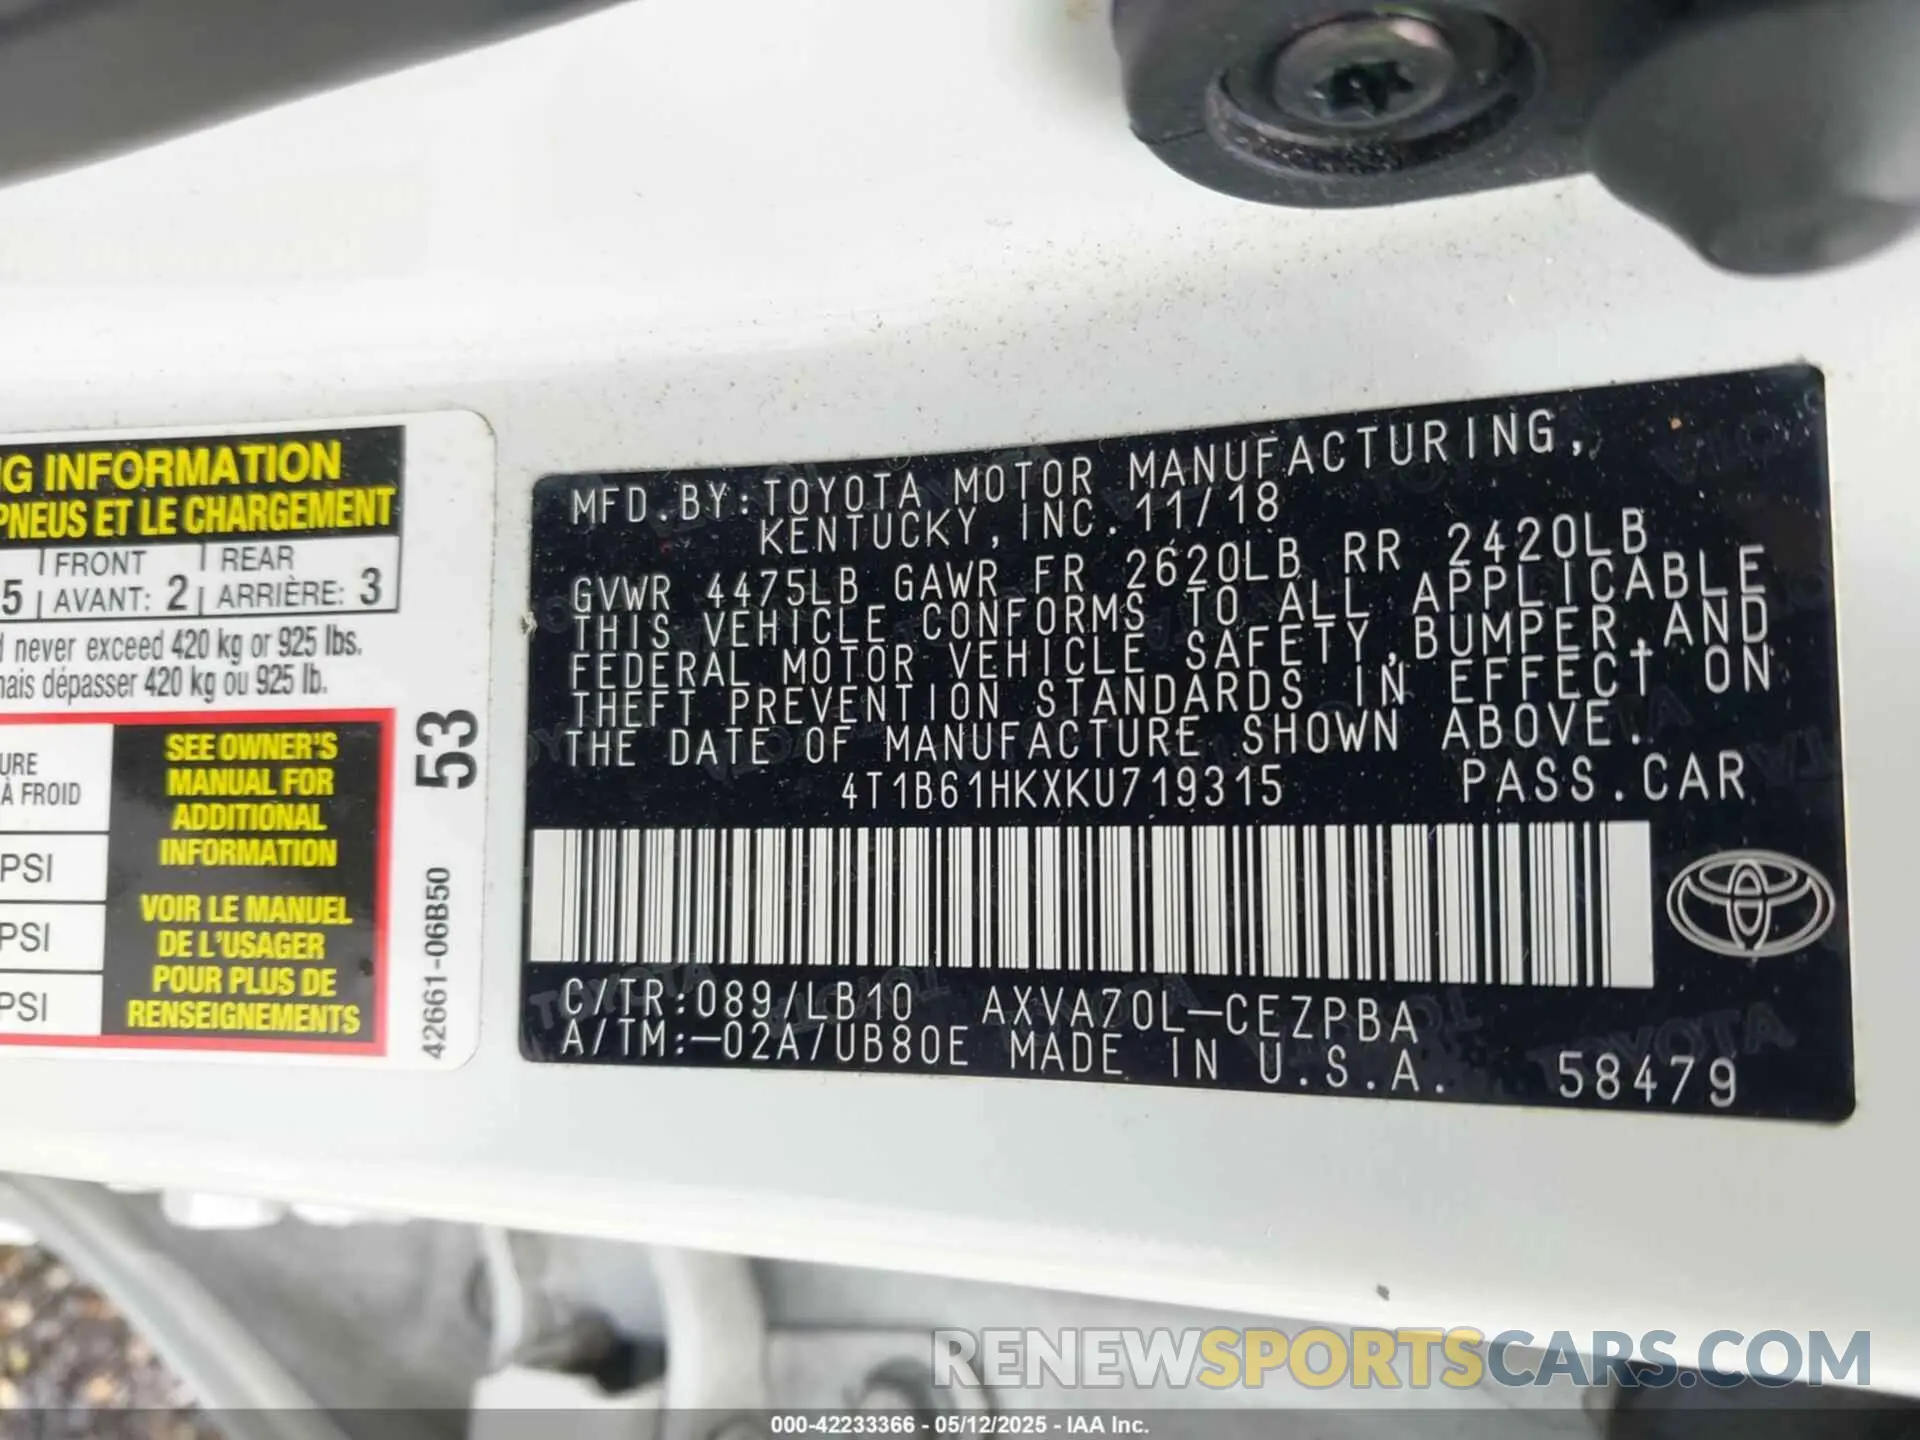 G INFORMATION
PNEUS ET LE CHARGEMENT
FRONT REAR
5 AVANT: 2 ARRIÈRE: 3
never exceed 420 kg or 925 lbs.
dépasser 420 kg ou 925 lb.
À FROID
PSI
PSI
PSI
SEE OWNER'S
MANUAL FOR
ADDITIONAL
INFORMATION
VOIR LE MANUEL
DE L'USAGER
POUR PLUS DE
RENSEIGNEMENTS
53
42661-06B50
MFD.BY:TOYOTA MOTOR MANUFACTURING,
KENTUCKY,INC.11/18
GVWR 4475LB GAWR FR 2620LB RR 2420LB
THIS VEHICLE CONFORMS TO ALL APPLICABLE
FEDERAL MOTOR VEHICLE SAFETY,BUMPER,AND
THEFT PREVENTION STANDARDS IN EFFECT ON
THE DATE OF MANUFACTURE SHOWN ABOVE.
4T1B61HKXKU719315 PASS.CAR
C/TR:089/LB10 AXVA70L-CEZPBA
A/TM:-02A/UB80E MADE IN U.S.A. 58479
RENEWSPORTSCARS.COM
000-42233366 - 05/12/2025 - IAA Inc.